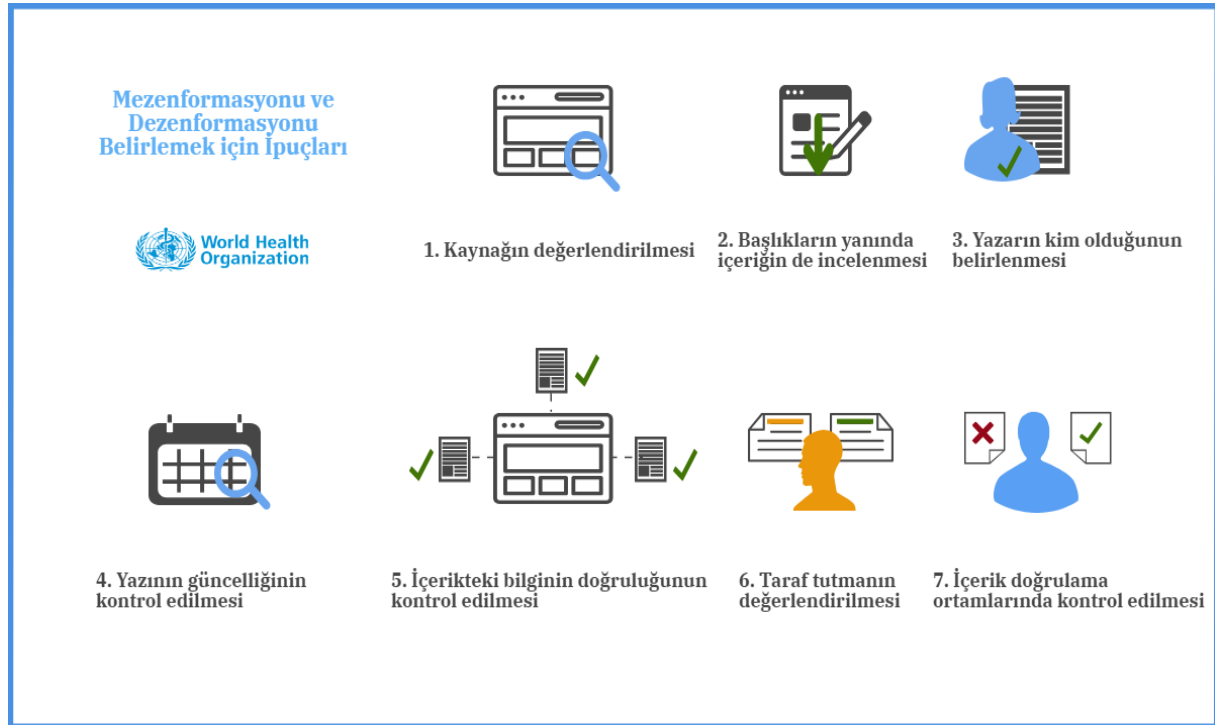 Mezenformasyonu ve
Dezenformasyonu
Belirlemek için İpuçları
World Health
Organization
1. Kaynağın değerlendirilmesi
2. Başlıkların yanında
içeriğin de incelenmesi
3. Yazarın kim olduğunun
belirlenmesi
4. Yazının güncelliğinin
kontrol edilmesi
5. İçerikteki bilginin doğruluğunun
kontrol edilmesi
6. Taraf tutmanın
değerlendirilmesi
7. İçerik doğrulama
ortamlarında kontrol edilmesi